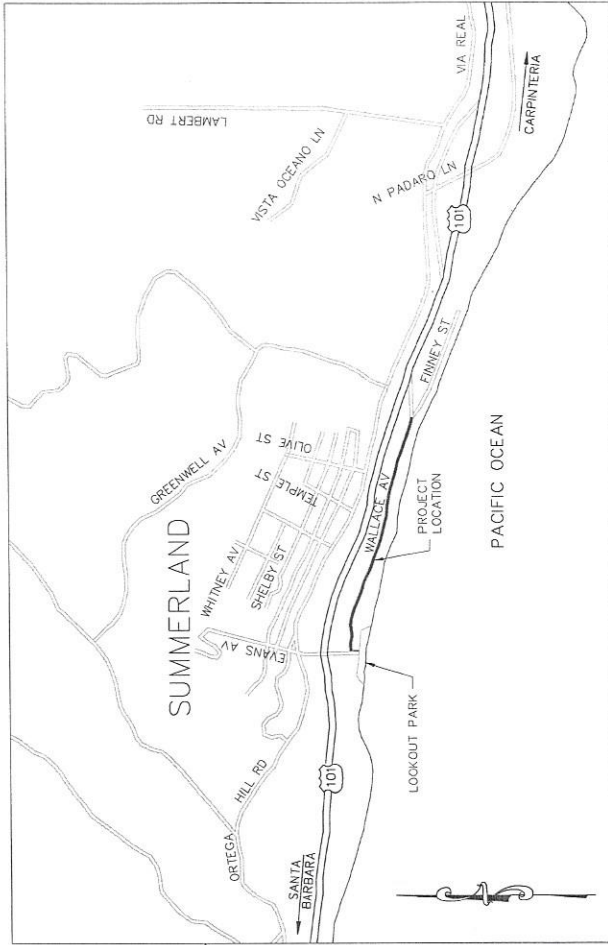 LAMBERT RD
VISTA OCEANO LN
VIA REAL
N PADARO LN
CARPINTERIA
101
GREENWELL AV
OLIVE ST
TEMPLE ST
WHITNEY AV
SHELBY ST
SUMMERLAND
EVANS AV
FINNEY ST
WALLACE AV
PROJECT
LOCATION
PACIFIC OCEAN
LOOKOUT PARK
ORTEGA
HILL RD
101
SANTA
BARBARA
N